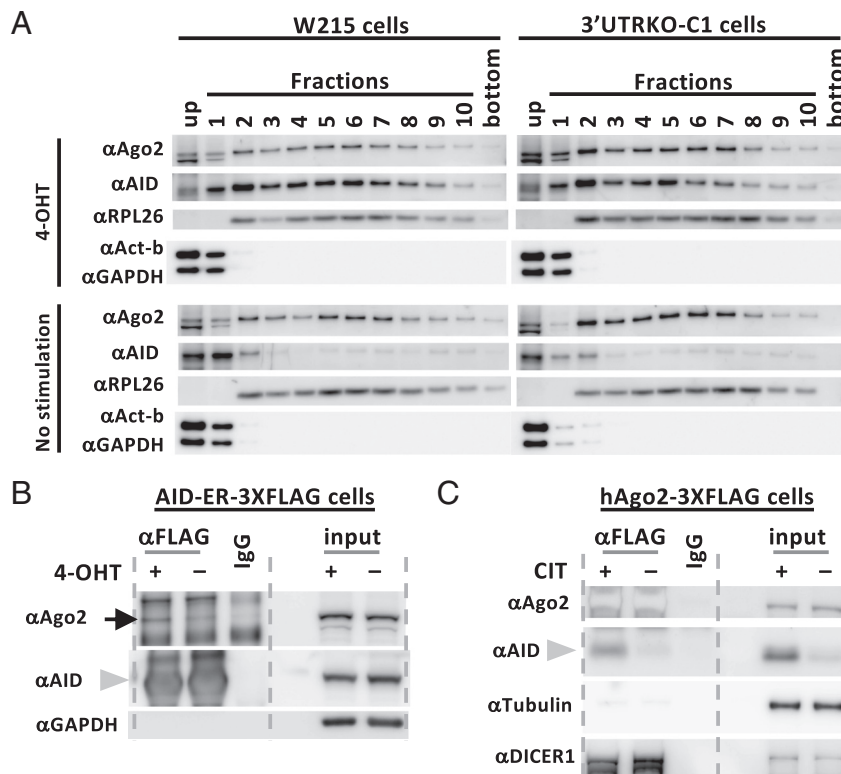 A
W215 cells 3'UTRKO-C1 cells
Fractions Fractions
up 1 2 3 4 5 6 7 8 9 10 bottom up 1 2 3 4 5 6 7 8 9 10 bottom
4-OHT
αAgo2
αAID
αRPL26
αAct-b
αGAPDH
No stimulation
αAgo2
αAID
αRPL26
αAct-b
αGAPDH
B
AID-ER-3XFLAG cells
αFLAG IgG input
4-OHT + − + −
αAgo2
αAID
αGAPDH
C
hAgo2-3XFLAG cells
αFLAG IgG input
CIT + − + −
αAgo2
αAID
αTubulin
αDICER1